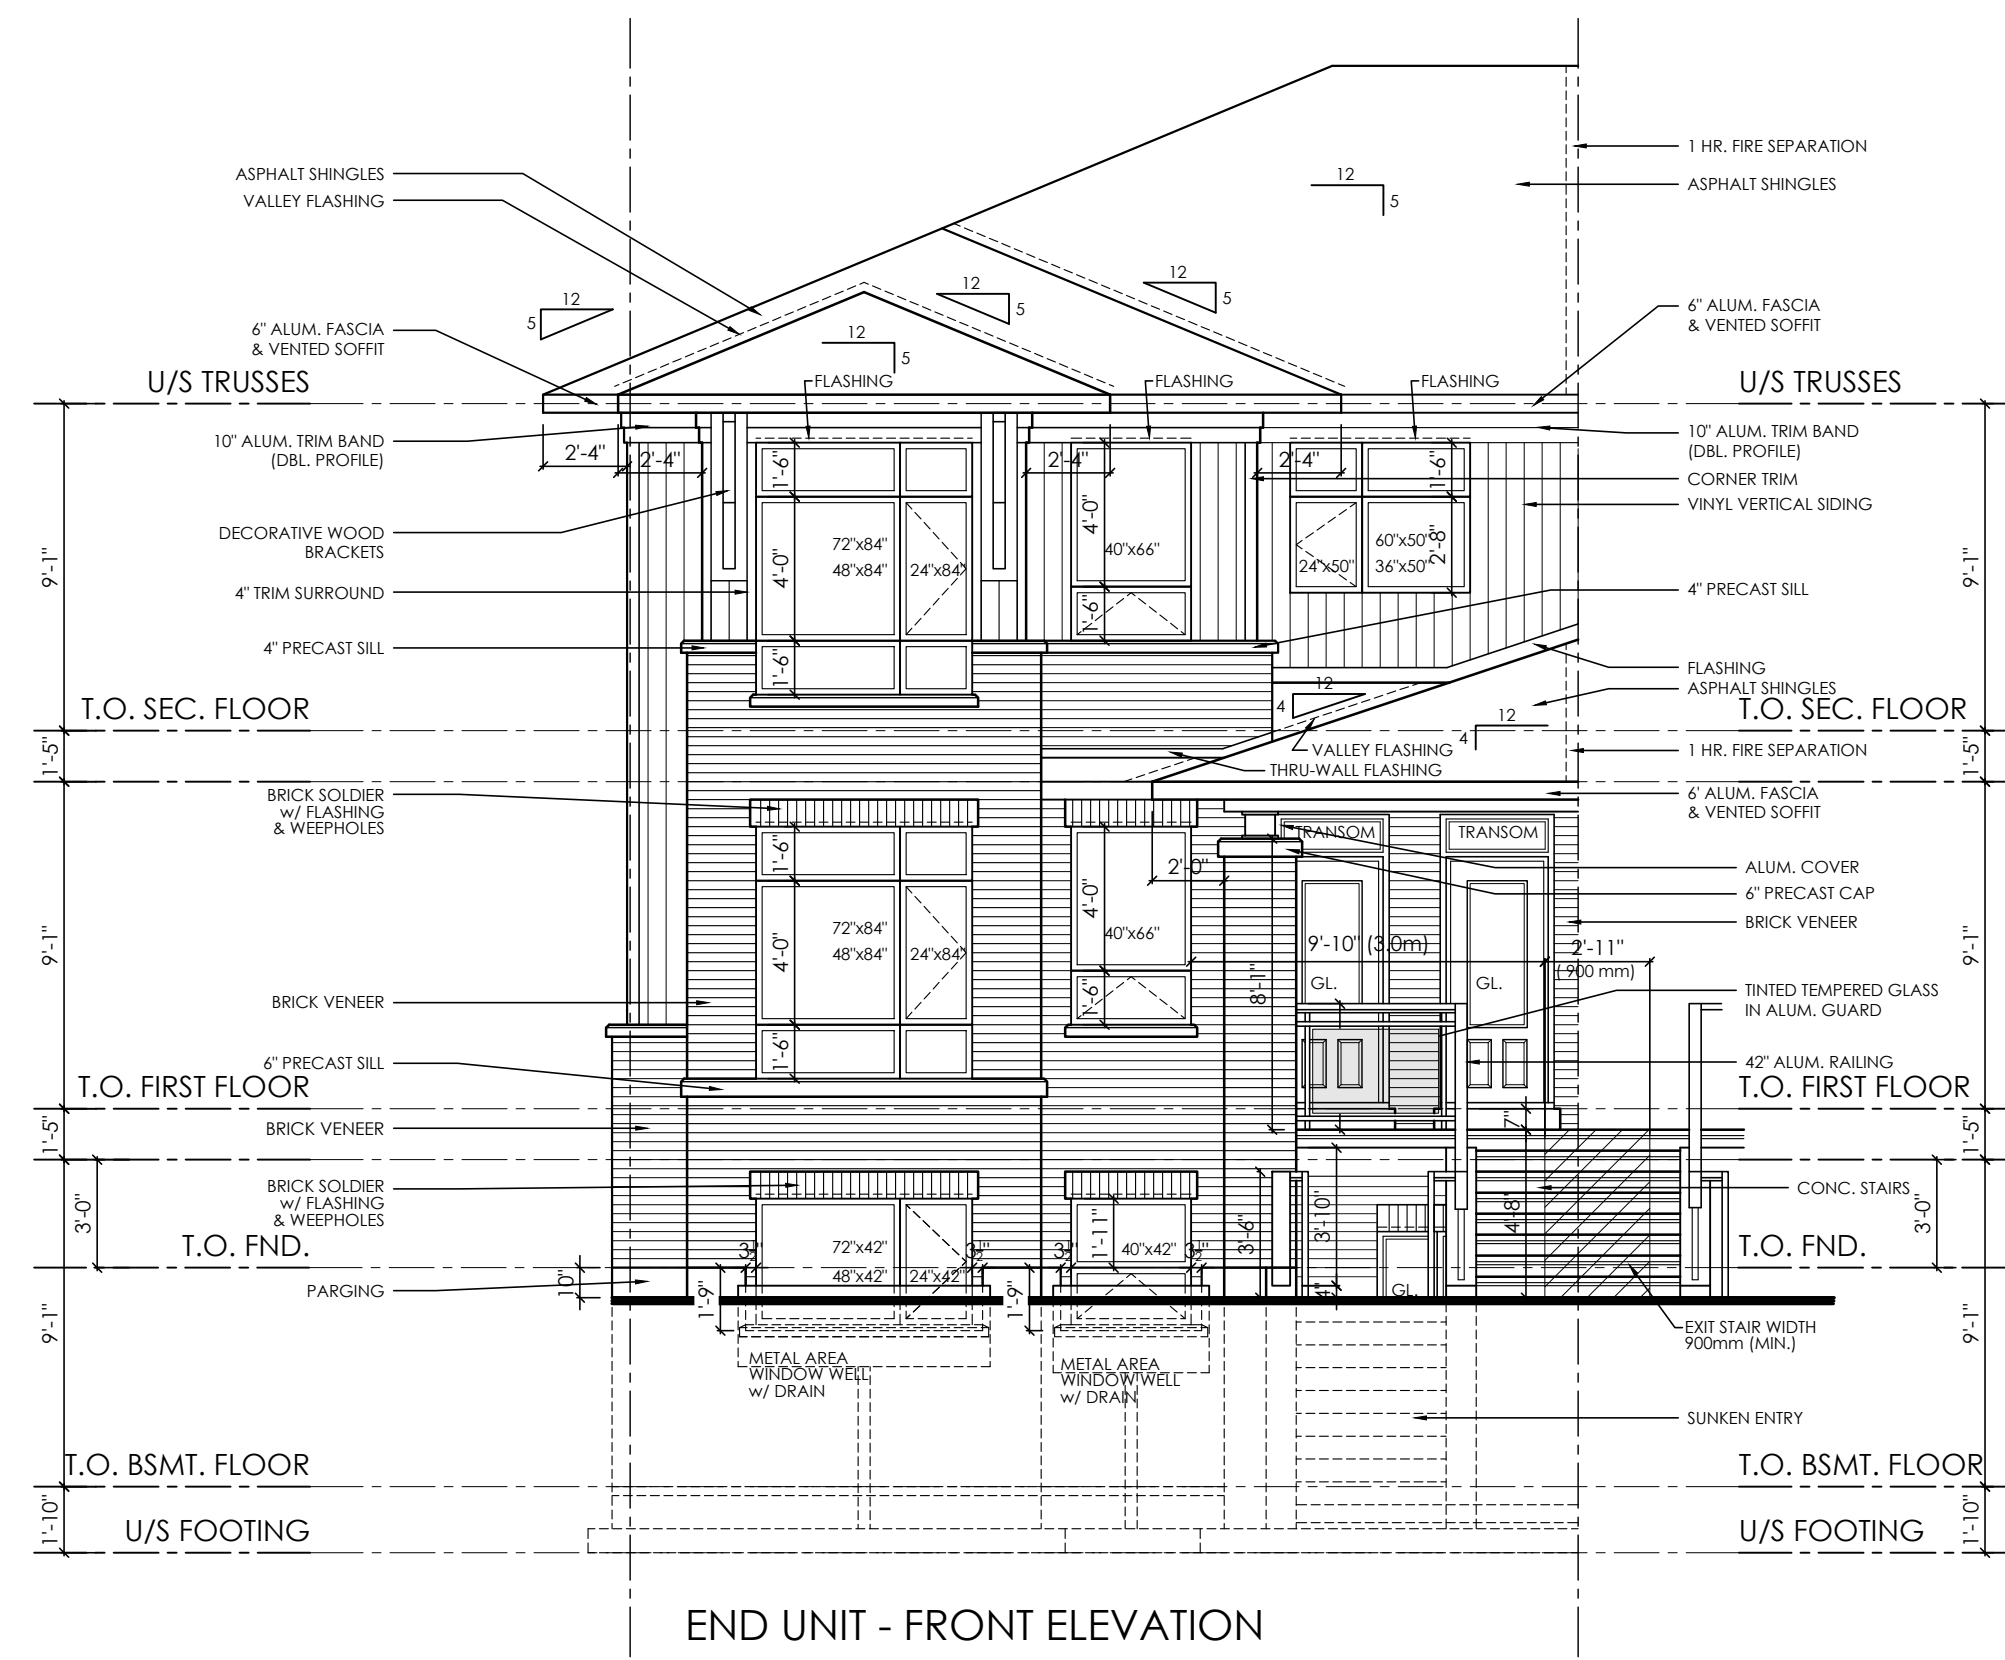 1 HR. FIRE SEPARATION
ASPHALT SHINGLES
VALLEY FLASHING
ASPHALT SHINGLES
12
5
12
5
12
5
12
5
12
5
6" ALUM. FASCIA
& VENTED SOFFIT
6" ALUM. FASCIA
& VENTED SOFFIT
U/S TRUSSES
FLASHING
FLASHING
FLASHING
U/S TRUSSES
10" ALUM. TRIM BAND
(DBL. PROFILE)
10" ALUM. TRIM BAND
(DBL. PROFILE)
2'-4"
2'-4"
2'-4"
2'-4"
1'-6"
1'-6"
CORNER TRIM
VINYL VERTICAL SIDING
DECORATIVE WOOD
BRACKETS
9'-1"
4'-0"
72"x84"
48"x84"
24"x84"
4'-0"
40"x66"
1'-6"
60"x50"
24"x50"
36"x50"
2'-8"
9'-1"
4" TRIM SURROUND
4" PRECAST SILL
4" PRECAST SILL
1'-6"
FLASHING
ASPHALT SHINGLES
T.O. SEC. FLOOR
12
4
12
4
T.O. SEC. FLOOR
1'-5"
VALLEY FLASHING
THRU-WALL FLASHING
1 HR. FIRE SEPARATION
1'-5"
BRICK SOLDIER
w/ FLASHING
& WEEPHOLES
6' ALUM. FASCIA
& VENTED SOFFIT
TRANSOM
TRANSOM
1'-6"
2'-0"
ALUM. COVER
6" PRECAST CAP
BRICK VENEER
9'-1"
4'-0"
72"x84"
48"x84"
24"x84"
4'-0"
40"x66"
9'-10" (3.0m)
2'-11"
( 900 mm)
9'-1"
8'-1"
GL.
GL.
BRICK VENEER
1'-6"
TINTED TEMPERED GLASS
IN ALUM. GUARD
1'-6"
6" PRECAST SILL
42" ALUM. RAILING
T.O. FIRST FLOOR
T.O. FIRST FLOOR
1'-5"
BRICK VENEER
7"
1'-5"
BRICK SOLDIER
w/ FLASHING
& WEEPHOLES
CONC. STAIRS
3'-0"
1'-11"
3'-6"
3'-10"
4'-8"
3'-0"
T.O. FND.
3½"
72"x42"
48"x42"
24"x42"
3½"
3½"
40"x42"
3½"
T.O. FND.
PARGING
10"
1'-9"
1'-9"
4"
GL.
9'-1"
EXIT STAIR WIDTH
900mm (MIN.)
9'-1"
METAL AREA
WINDOW WELL
w/ DRAIN
METAL AREA
WINDOW WELL
w/ DRAIN
SUNKEN ENTRY
T.O. BSMT. FLOOR
T.O. BSMT. FLOOR
1'-10"
U/S FOOTING
U/S FOOTING
1'-10"
END UNIT - FRONT ELEVATION